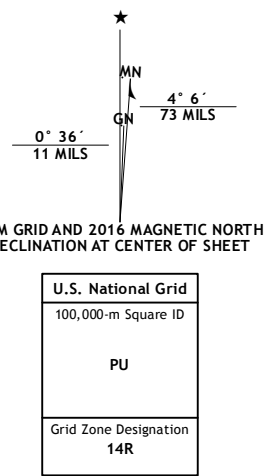 MN
GN
4° 6´
73 MILS
0° 36´
11 MILS
M GRID AND 2016 MAGNETIC NORTH
ECLINATION AT CENTER OF SHEET
U.S. National Grid
100,000-m Square ID
PU
Grid Zone Designation
14R